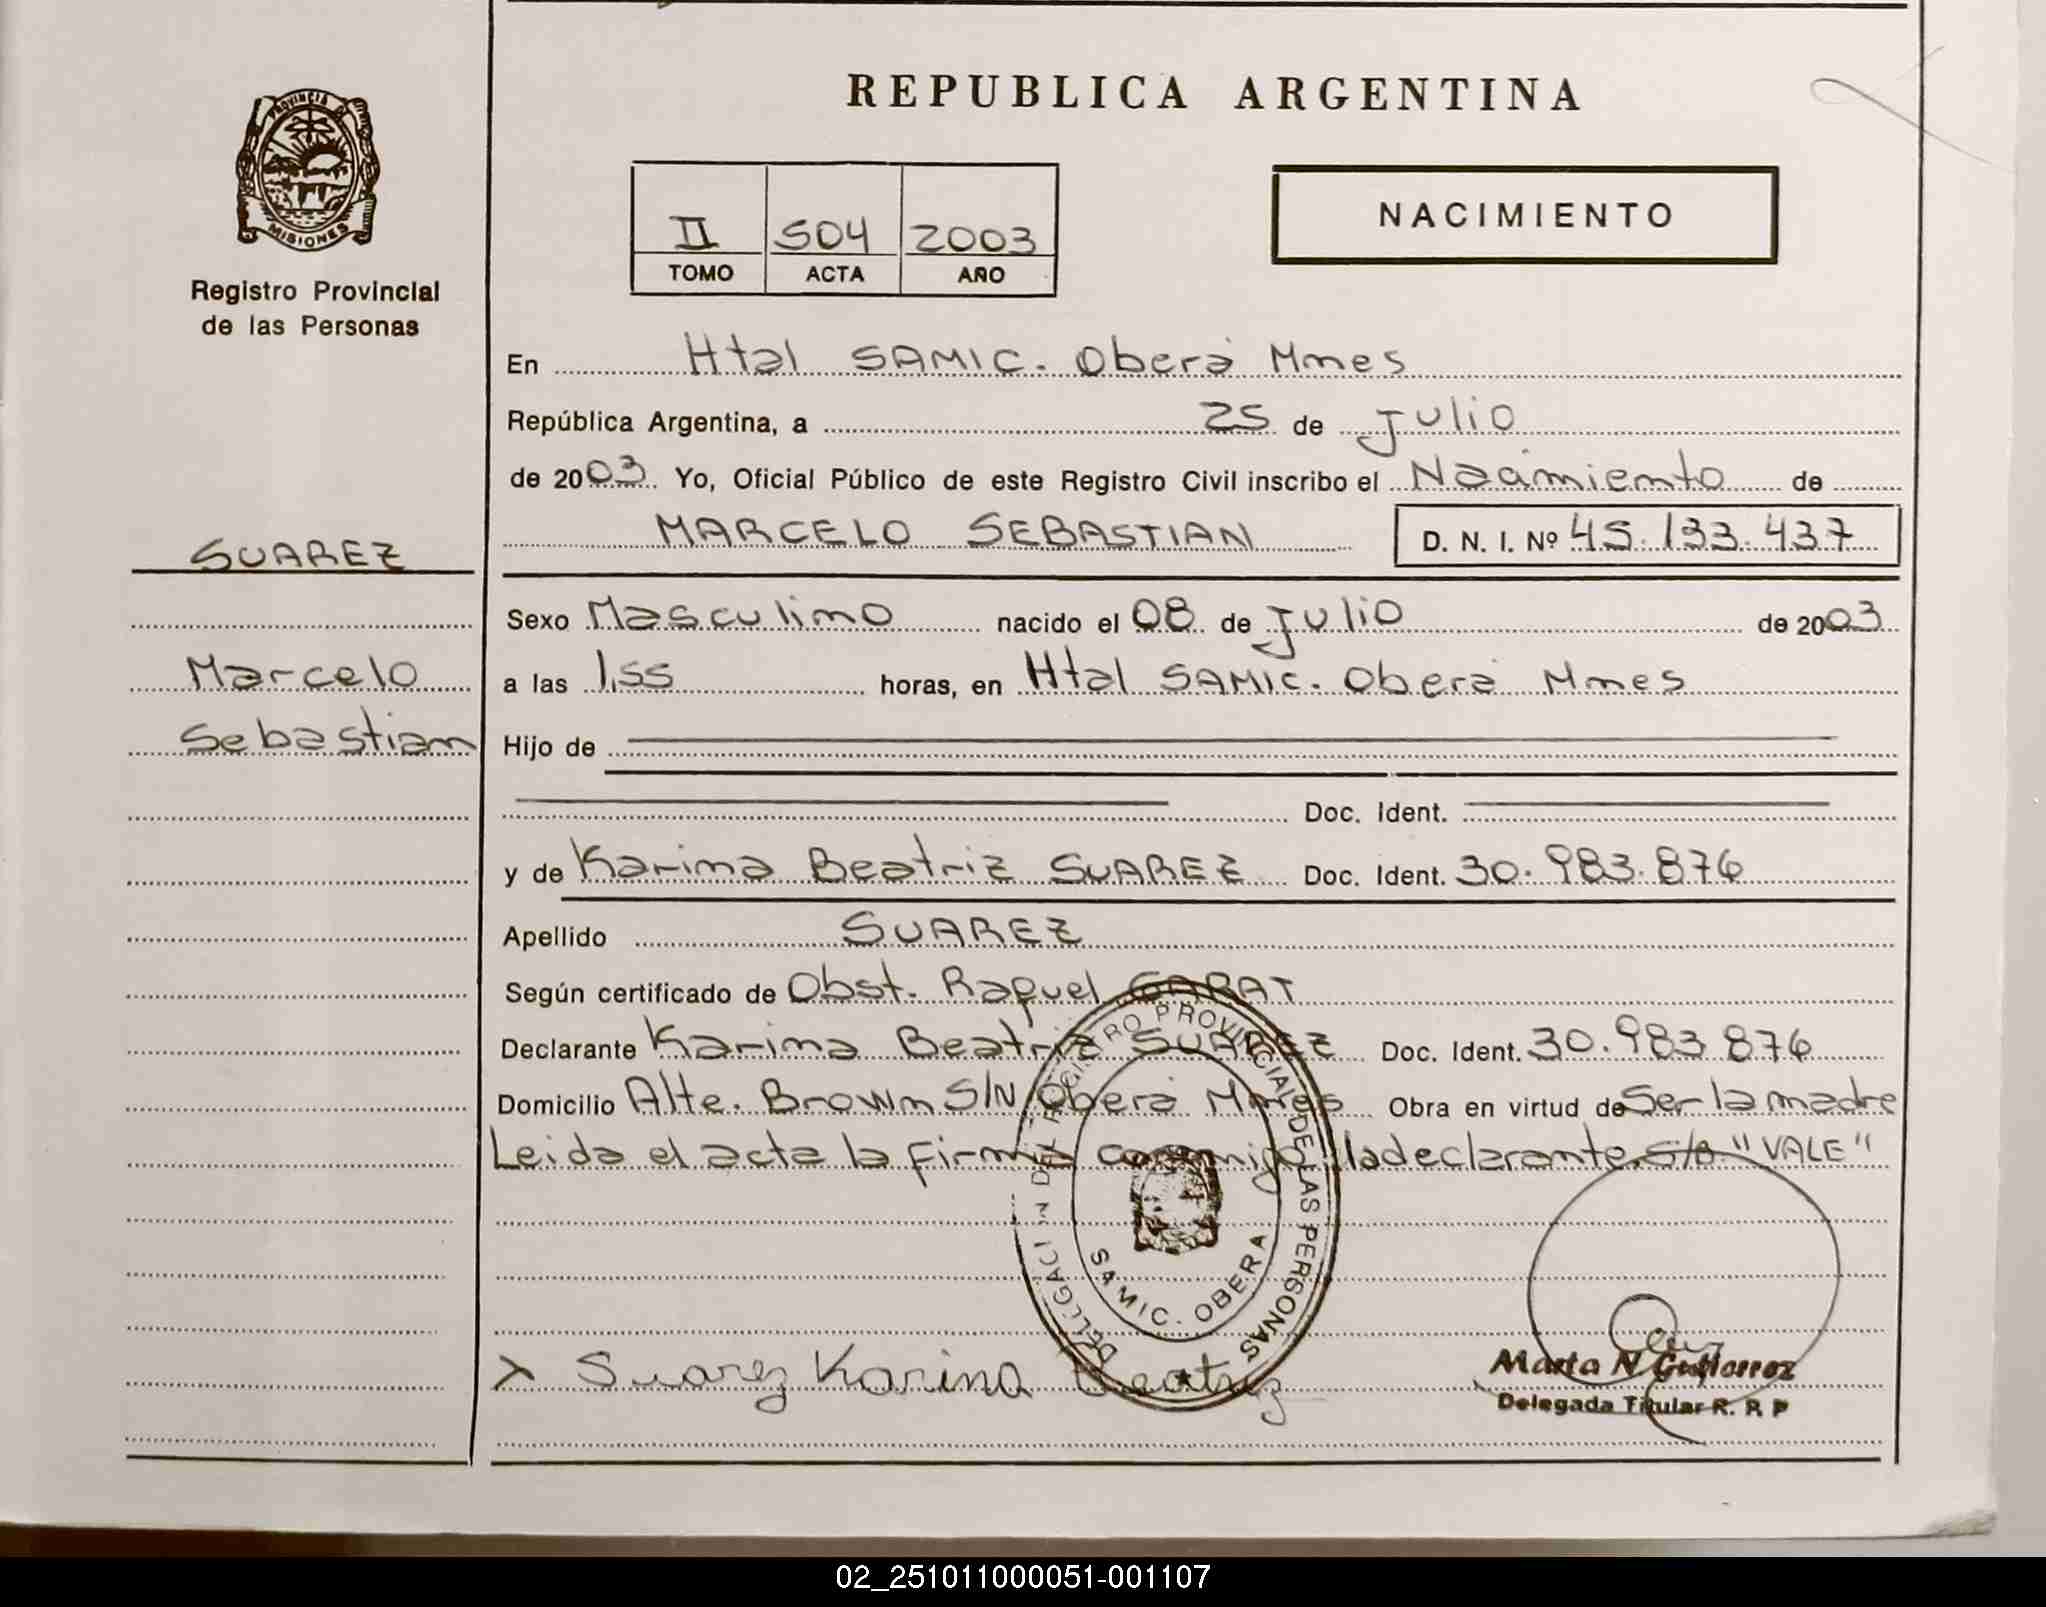 REPUBLICA ARGENTINA
PROVINCIA DE
MISIONES
Registro Provincial
de las Personas
II 504 2003
TOMO ACTA AÑO
NACIMIENTO
En Htal SAMIC. Oberá Mnes
República Argentina, a 25 de Julio
de 2003 Yo, Oficial Público de este Registro Civil inscribo el Nacimiento de
MARCELO SEBASTIAN D. N. I. Nº 45.133.437
SUAREZ
Marcelo
Sebastian
Sexo Masculino nacido el 08 de Julio de 2003
a las 1,55 horas, en Htal SAMIC. Oberá Mnes
Hijo de
Doc. Ident.
y de Karina Beatriz SUAREZ Doc. Ident. 30.983.876
Apellido SUAREZ
Según certificado de Obst. Raquel GARAT
Declarante Karina Beatriz SUAREZ Doc. Ident. 30.983.876
Domicilio Alte. Brown S/N Oberá Mnes Obra en virtud de Ser la madre
Leida el acta la firma conmigo la declarante. s/a "VALE"
DELEGACI N DEL REGISTRO PROVINCIAL DE LAS PERSONAS
SAMIC. OBERA
x Suarez Karina Beatriz
Marta N Gutierrez
Delegada Titular R. R P
02_251011000051-001107